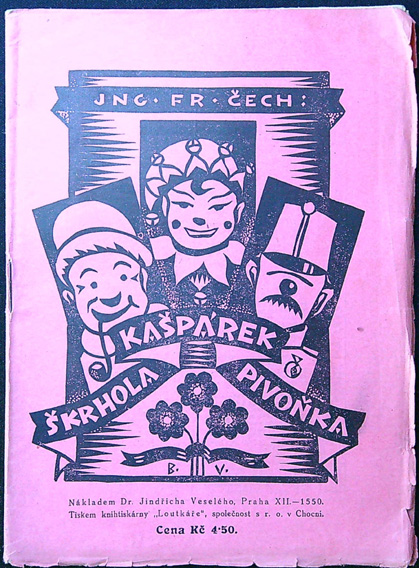 JNG · FR · ČECH:
KAŠPÁREK
ŠKRHOLA PIVOŇKA
B. V.
Nákladem Dr. Jindřicha Veselého, Praha XII.—1550.
Tiskem knihtiskárny „Loutkáře", společnost s r. o. v Chocni.
Cena Kč 4·50.